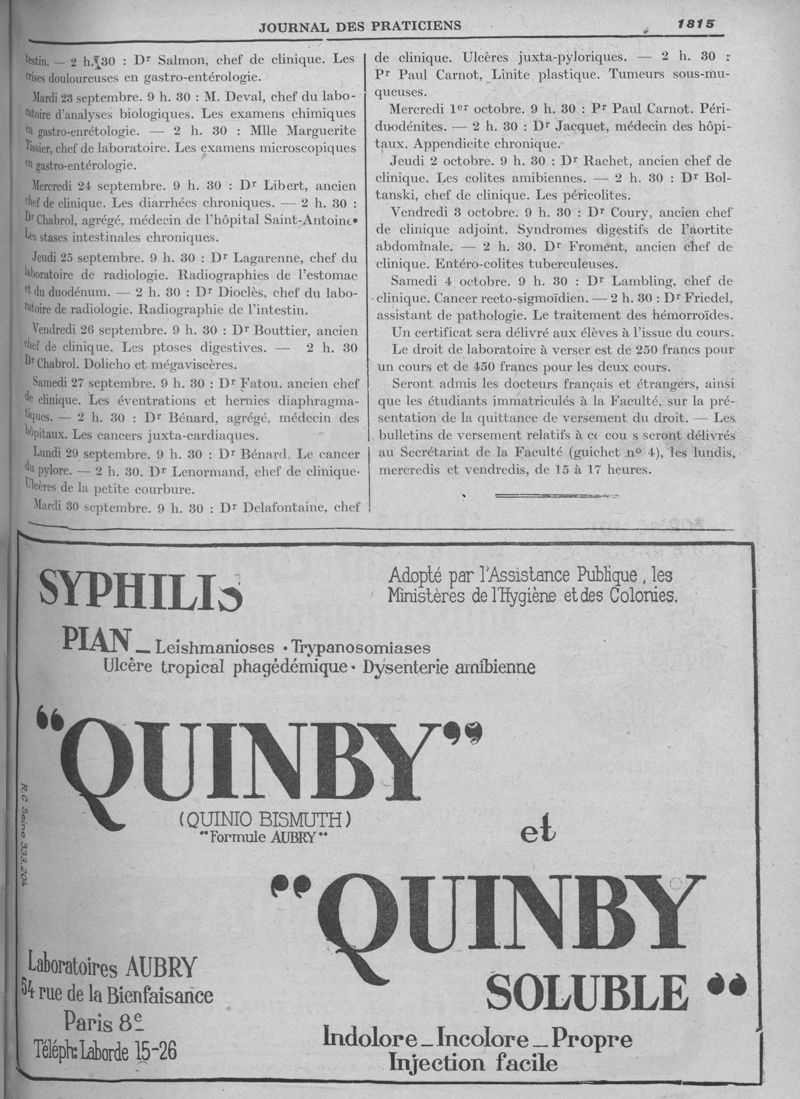 JOURNAL DES PRATICIENS
1815
testin. — 2 h. 30 : Dr Salmon, chef de clinique. Les
crises douloureuses en gastro-entérologie.
Mardi 23 septembre. 9 h. 30 : M. Deval, chef du labo-
ratoire d'analyses biologiques. Les examens chimiques
en gastro-enrétologie. — 2 h. 30 : Mlle Marguerite
Tissier, chef de laboratoire. Les examens microscopiques
en gastro-entérologie.
Mercredi 24 septembre. 9 h. 30 : Dr Libert, ancien
chef de clinique. Les diarrhées chroniques. — 2 h. 30 :
Dr Chabrol, agrégé, médecin de l'hôpital Saint-Antoine.
Les stases intestinales chroniques.
Jeudi 25 septembre. 9 h. 30 : Dr Lagarenne, chef du
laboratoire de radiologie. Radiographies de l'estomac
et du duodénum. — 2 h. 30 : Dr Dioclès, chef du labo-
ratoire de radiologie. Radiographie de l'intestin.
Vendredi 26 septembre. 9 h. 30 : Dr Bouttier, ancien
chef de clinique. Les ptoses digestives. — 2 h. 30
Dr Chabrol. Dolicho et mégaviscères.
Samedi 27 septembre. 9 h. 30 : Dr Fatou. ancien chef
de clinique. Les éventrations et hernies diaphragma-
tiques. — 2 h. 30 : Dr Bénard, agrégé, médecin des
hôpitaux. Les cancers juxta-cardiaques.
Lundi 29 septembre. 9 h. 30 : Dr Bénard. Le cancer
du pylore. — 2 h. 30. Dr Lenormand, chef de clinique.
Ulcères de la petite courbure.
Mardi 30 septembre. 9 h. 30 : Dr Delafontaine, chef
de clinique. Ulcères juxta-pyloriques. — 2 h. 30 :
Pr Paul Carnot, Linite plastique. Tumeurs sous-mu-
queuses.
Mercredi 1er octobre. 9 h. 30 : Pr Paul Carnot. Péri-
duodénites. — 2 h. 30 : Dr Jacquet, médecin des hôpi-
taux. Appendicite chronique.
Jeudi 2 octobre. 9 h. 30 : Dr Rachet, ancien chef de
clinique. Les colites amibiennes. — 2 h. 30 : Dr Bol-
tanski, chef de clinique. Les péricolites.
Vendredi 3 octobre. 9 h. 30 : Dr Coury, ancien chef
de clinique adjoint. Syndromes digestifs de l'aortite
abdominale. — 2 h. 30. Dr Froment, ancien chef de
clinique. Entéro-colites tuberculeuses.
Samedi 4 octobre. 9 h. 30 : Dr Lambling, chef de
clinique. Cancer recto-sigmoïdien. — 2 h. 30 : Dr Friedel,
assistant de pathologie. Le traitement des hémorroïdes.
Un certificat sera délivré aux élèves à l'issue du cours.
Le droit de laboratoire à verser est de 250 francs pour
un cours et de 450 francs pour les deux cours.
Seront admis les docteurs français et étrangers, ainsi
que les étudiants immatriculés à la Faculté, sur la pré-
sentation de la quittance de versement du droit. — Les
bulletins de versement relatifs à ce cou s seront délivrés
au Secrétariat de la Faculté (guichet no 4), les lundis,
mercredis et vendredis, de 15 à 17 heures.
SYPHILIS
Adopté par l'Assistance Publique, les
Ministères de l'Hygiène et des Colonies.
PIAN — Leishmanioses • Trypanosomiases
Ulcère tropical phagédémique • Dysenterie amibienne
"QUINBY"
(QUINIO BISMUTH)
"Formule AUBRY"
et
"QUINBY
SOLUBLE"
R.C. Seine 333.204
Laboratoires AUBRY
54 rue de la Bienfaisance
Paris 8e
Téléph: Laborde 15-26
Indolore — Incolore — Propre
Injection facile